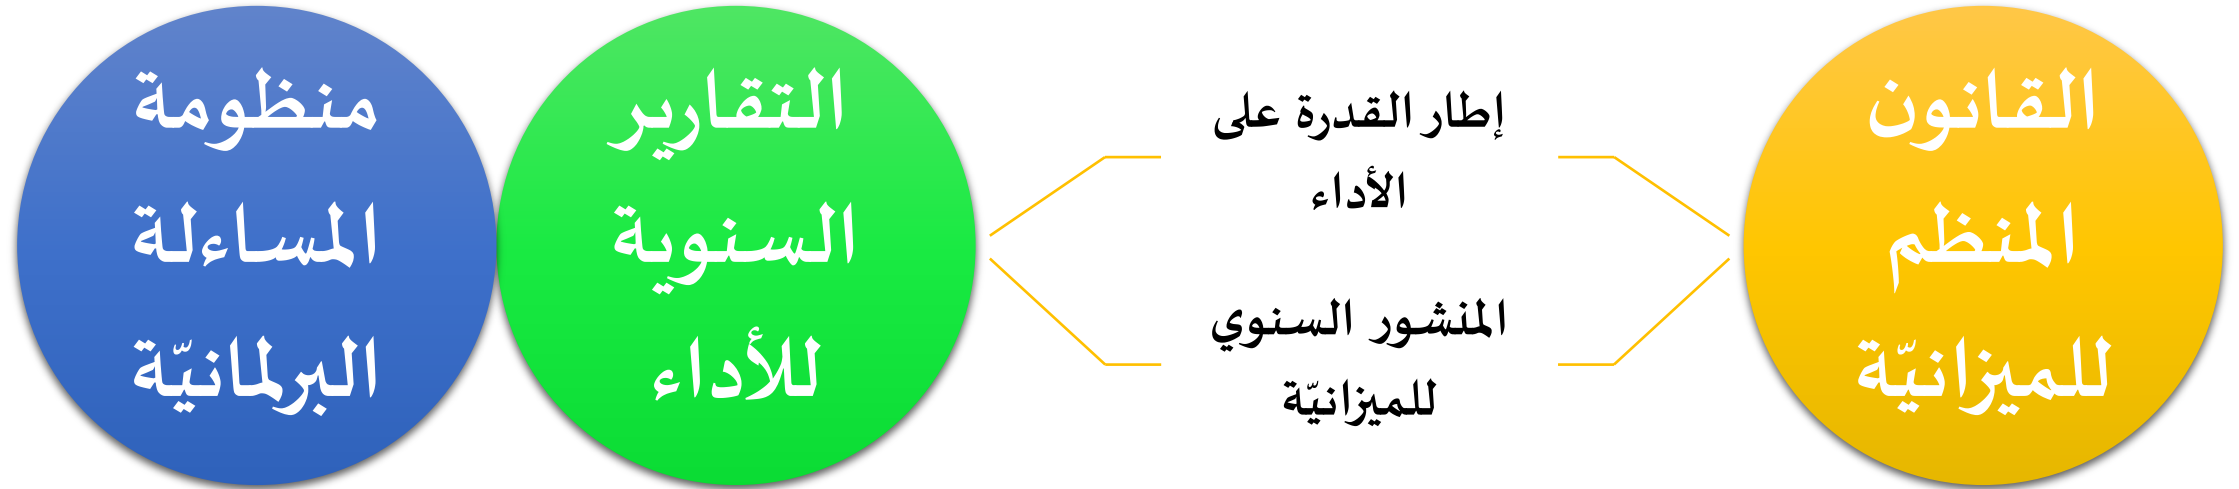 القانون
المنظم
للميزانيّة
إطار القدرة على
الأداء
المنشور السنوي
للميزانيّة
التقارير
السنوية
للأداء
منظومة
المساءلة
البرلمانيّة